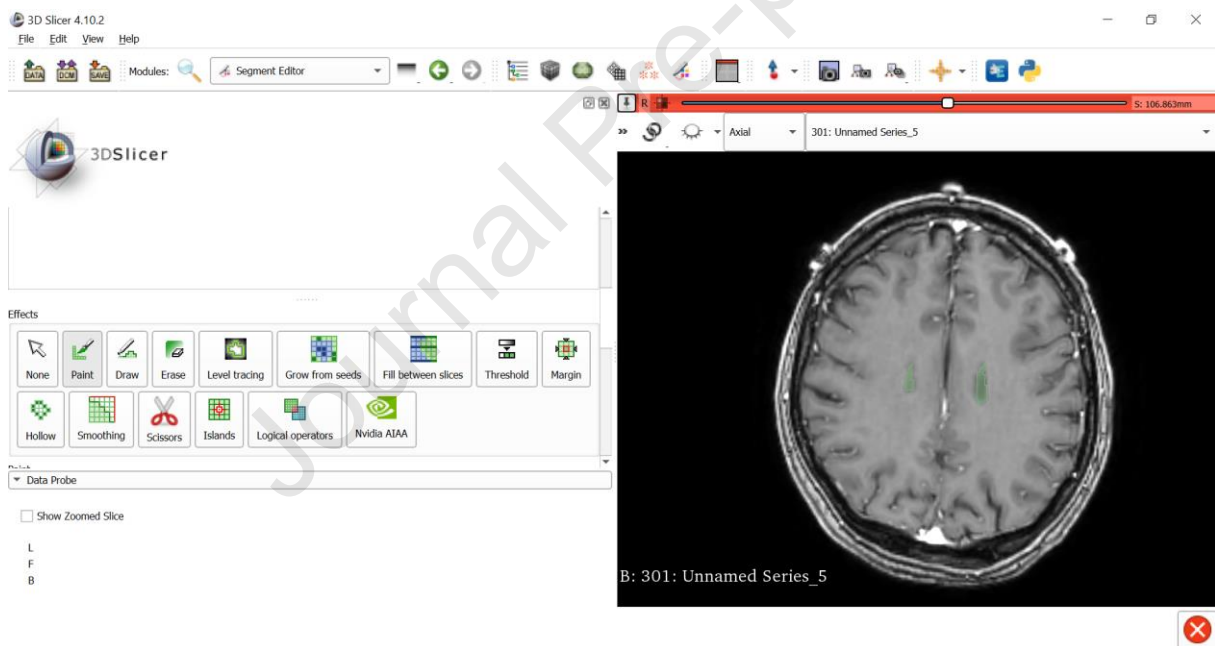 3D Slicer 4.10.2
File Edit View Help
DATA DCM SAVE Modules: Segment Editor
R S: 106.863mm
Axial 301: Unnamed Series_5
3DSlicer
Effects
None Paint Draw Erase Level tracing Grow from seeds Fill between slices Threshold Margin
Hollow Smoothing Scissors Islands Logical operators Nvidia AIAA
Data Probe
Show Zoomed Slice
L
F
B
B: 301: Unnamed Series_5
Journal Pre-p